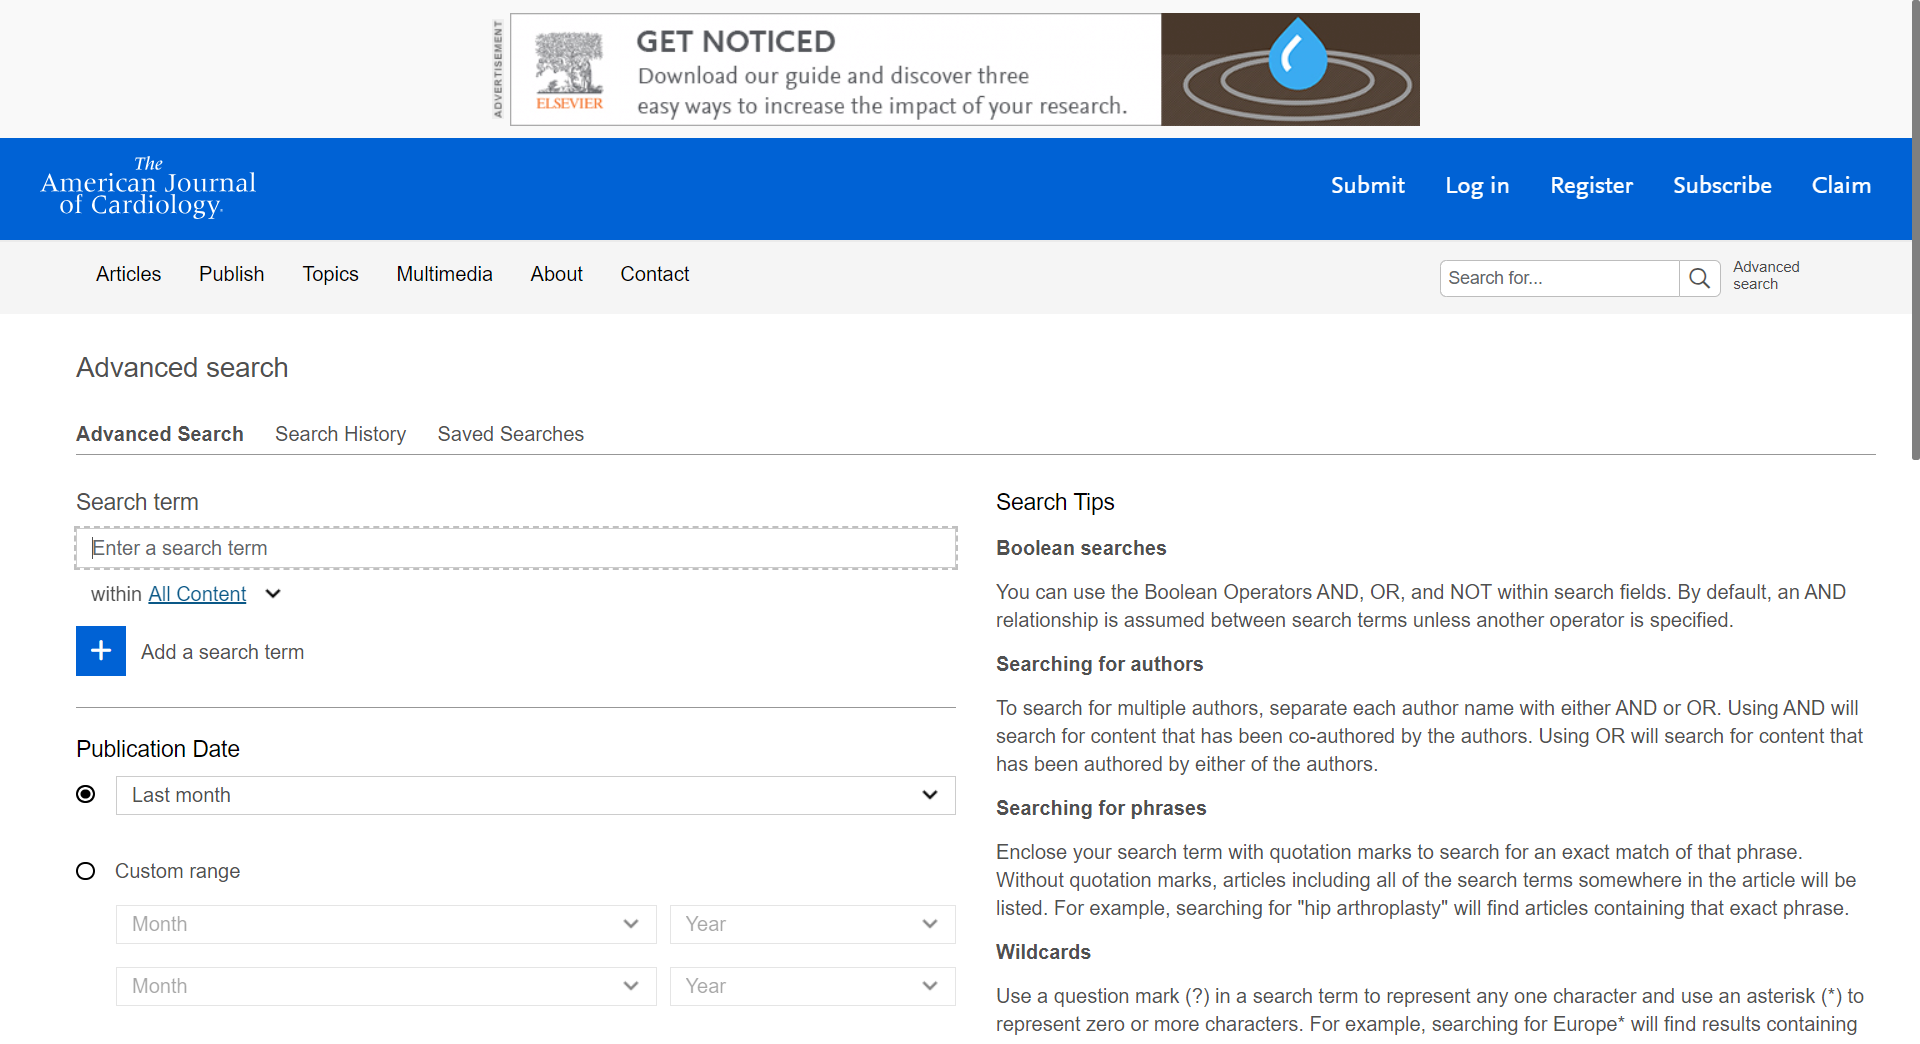 ADVERTISEMENT
ELSEVIER
GET NOTICED
Download our guide and discover three
easy ways to increase the impact of your research.
The
American Journal
of Cardiology
Submit
Log in
Register
Subscribe
Claim
Articles
Publish
Topics
Multimedia
About
Contact
Search for...
Advanced
search
Advanced search
Advanced Search
Search History
Saved Searches
Search term
Enter a search term
within All Content
Add a search term
Publication Date
Last month
Custom range
Month
Year
Month
Year
Search Tips
Boolean searches
You can use the Boolean Operators AND, OR, and NOT within search fields. By default, an AND
relationship is assumed between search terms unless another operator is specified.
Searching for authors
To search for multiple authors, separate each author name with either AND or OR. Using AND will
search for content that has been co-authored by the authors. Using OR will search for content that
has been authored by either of the authors.
Searching for phrases
Enclose your search term with quotation marks to search for an exact match of that phrase.
Without quotation marks, articles including all of the search terms somewhere in the article will be
listed. For example, searching for "hip arthroplasty" will find articles containing that exact phrase.
Wildcards
Use a question mark (?) in a search term to represent any one character and use an asterisk (*) to
represent zero or more characters. For example, searching for Europe* will find results containing